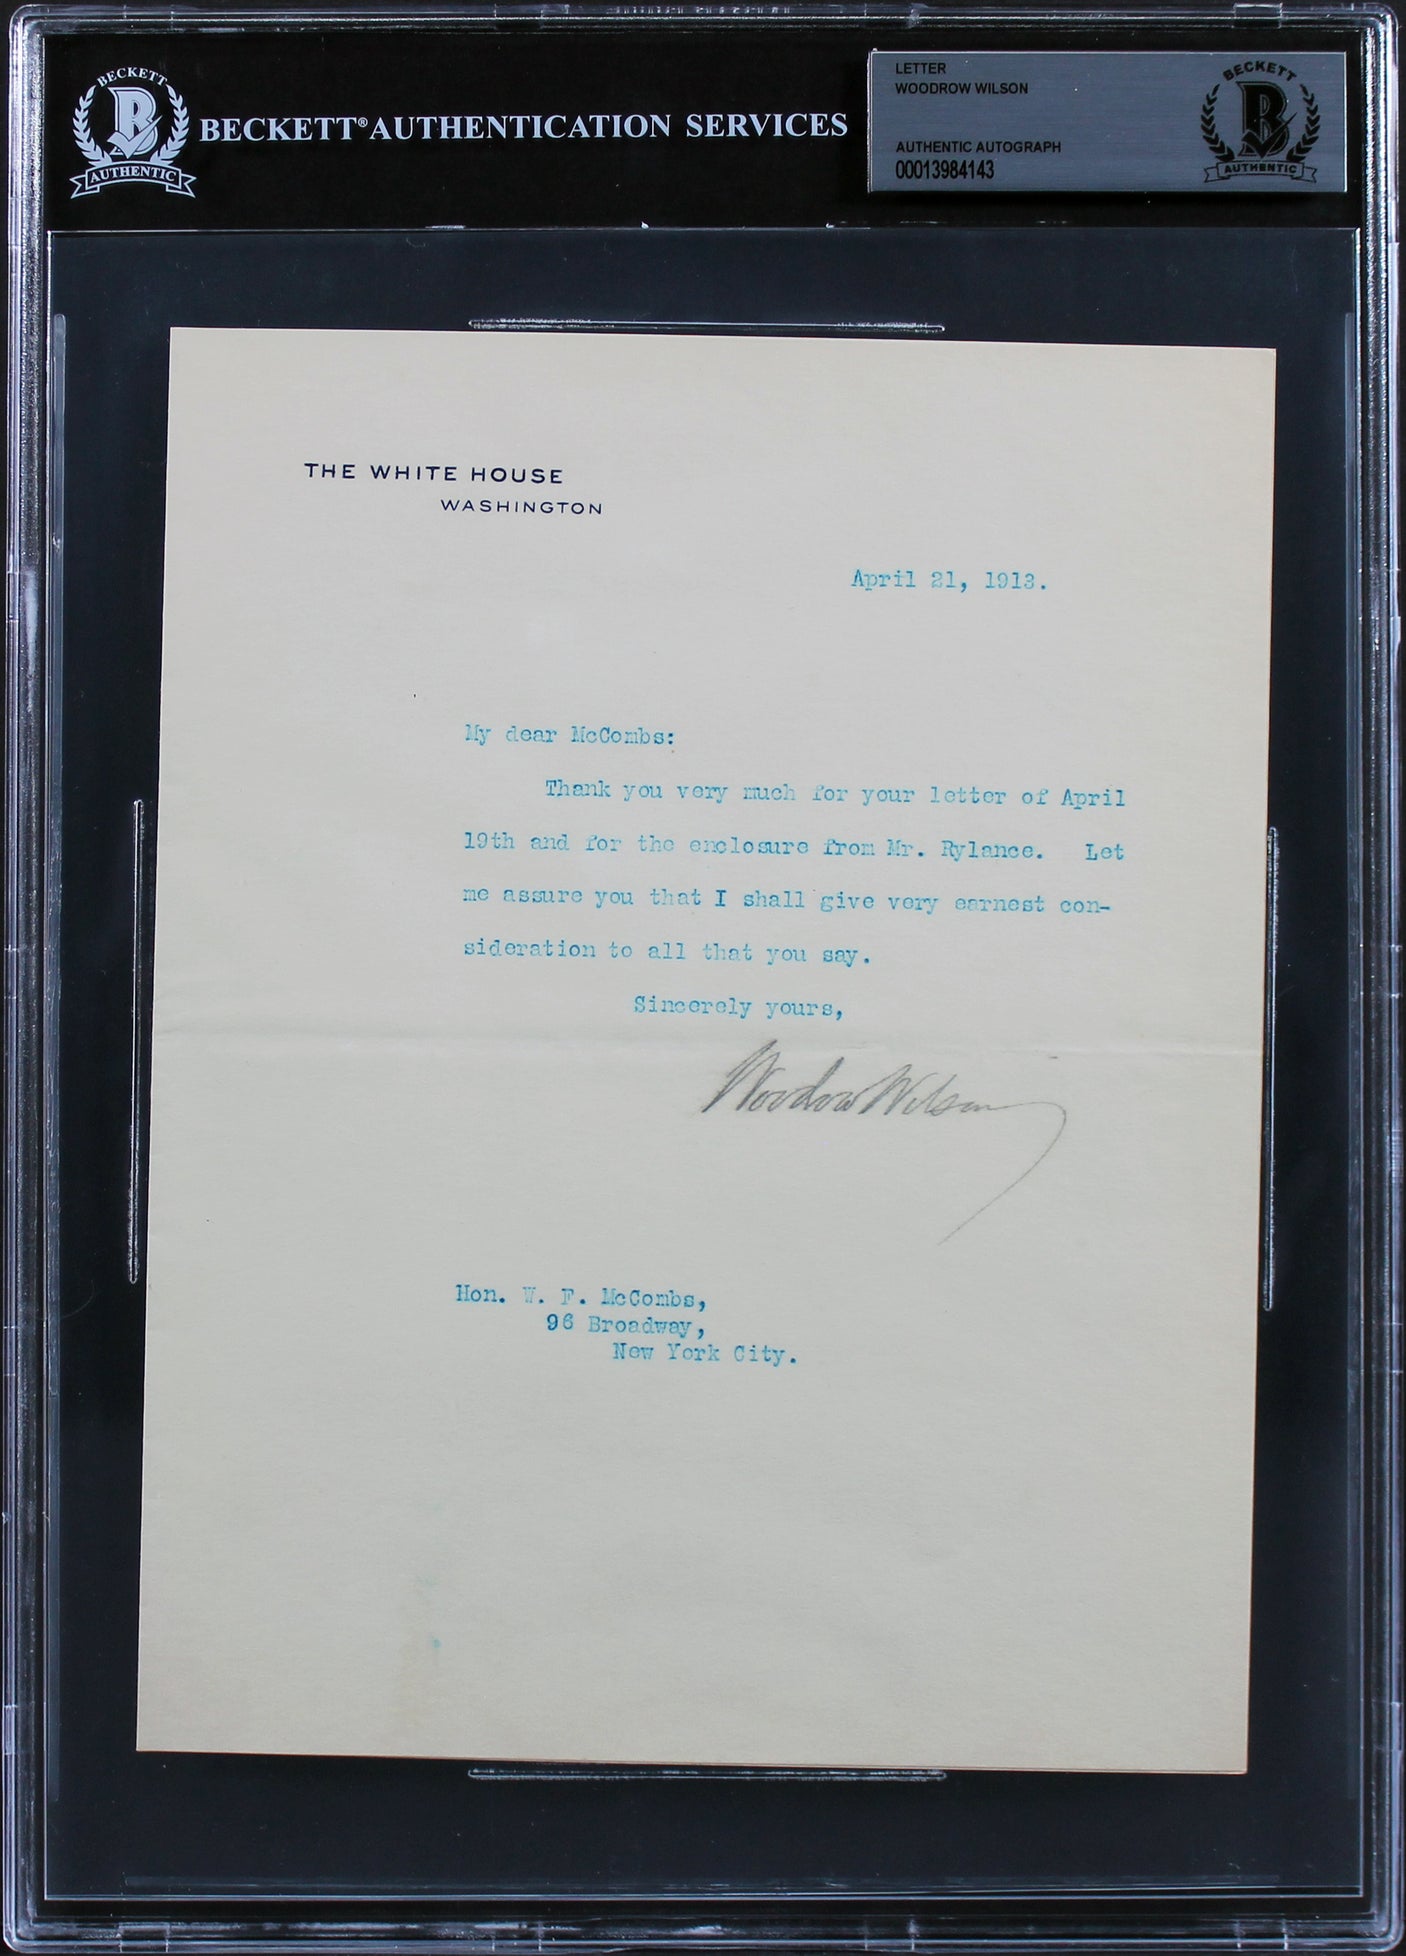 BECKETT
B
AUTHENTIC
BECKETT® AUTHENTICATION SERVICES
LETTER
WOODROW WILSON
AUTHENTIC AUTOGRAPH
00013984143
BECKETT
B
AUTHENTIC
THE WHITE HOUSE
WASHINGTON
April 21, 1913.
My dear McCombs:
Thank you very much for your letter of April
19th and for the enclosure from Mr. Rylance. Let
me assure you that I shall give very earnest con-
sideration to all that you say.
Sincerely yours,
Woodrow Wilson
Hon. W. F. McCombs,
96 Broadway,
New York City.